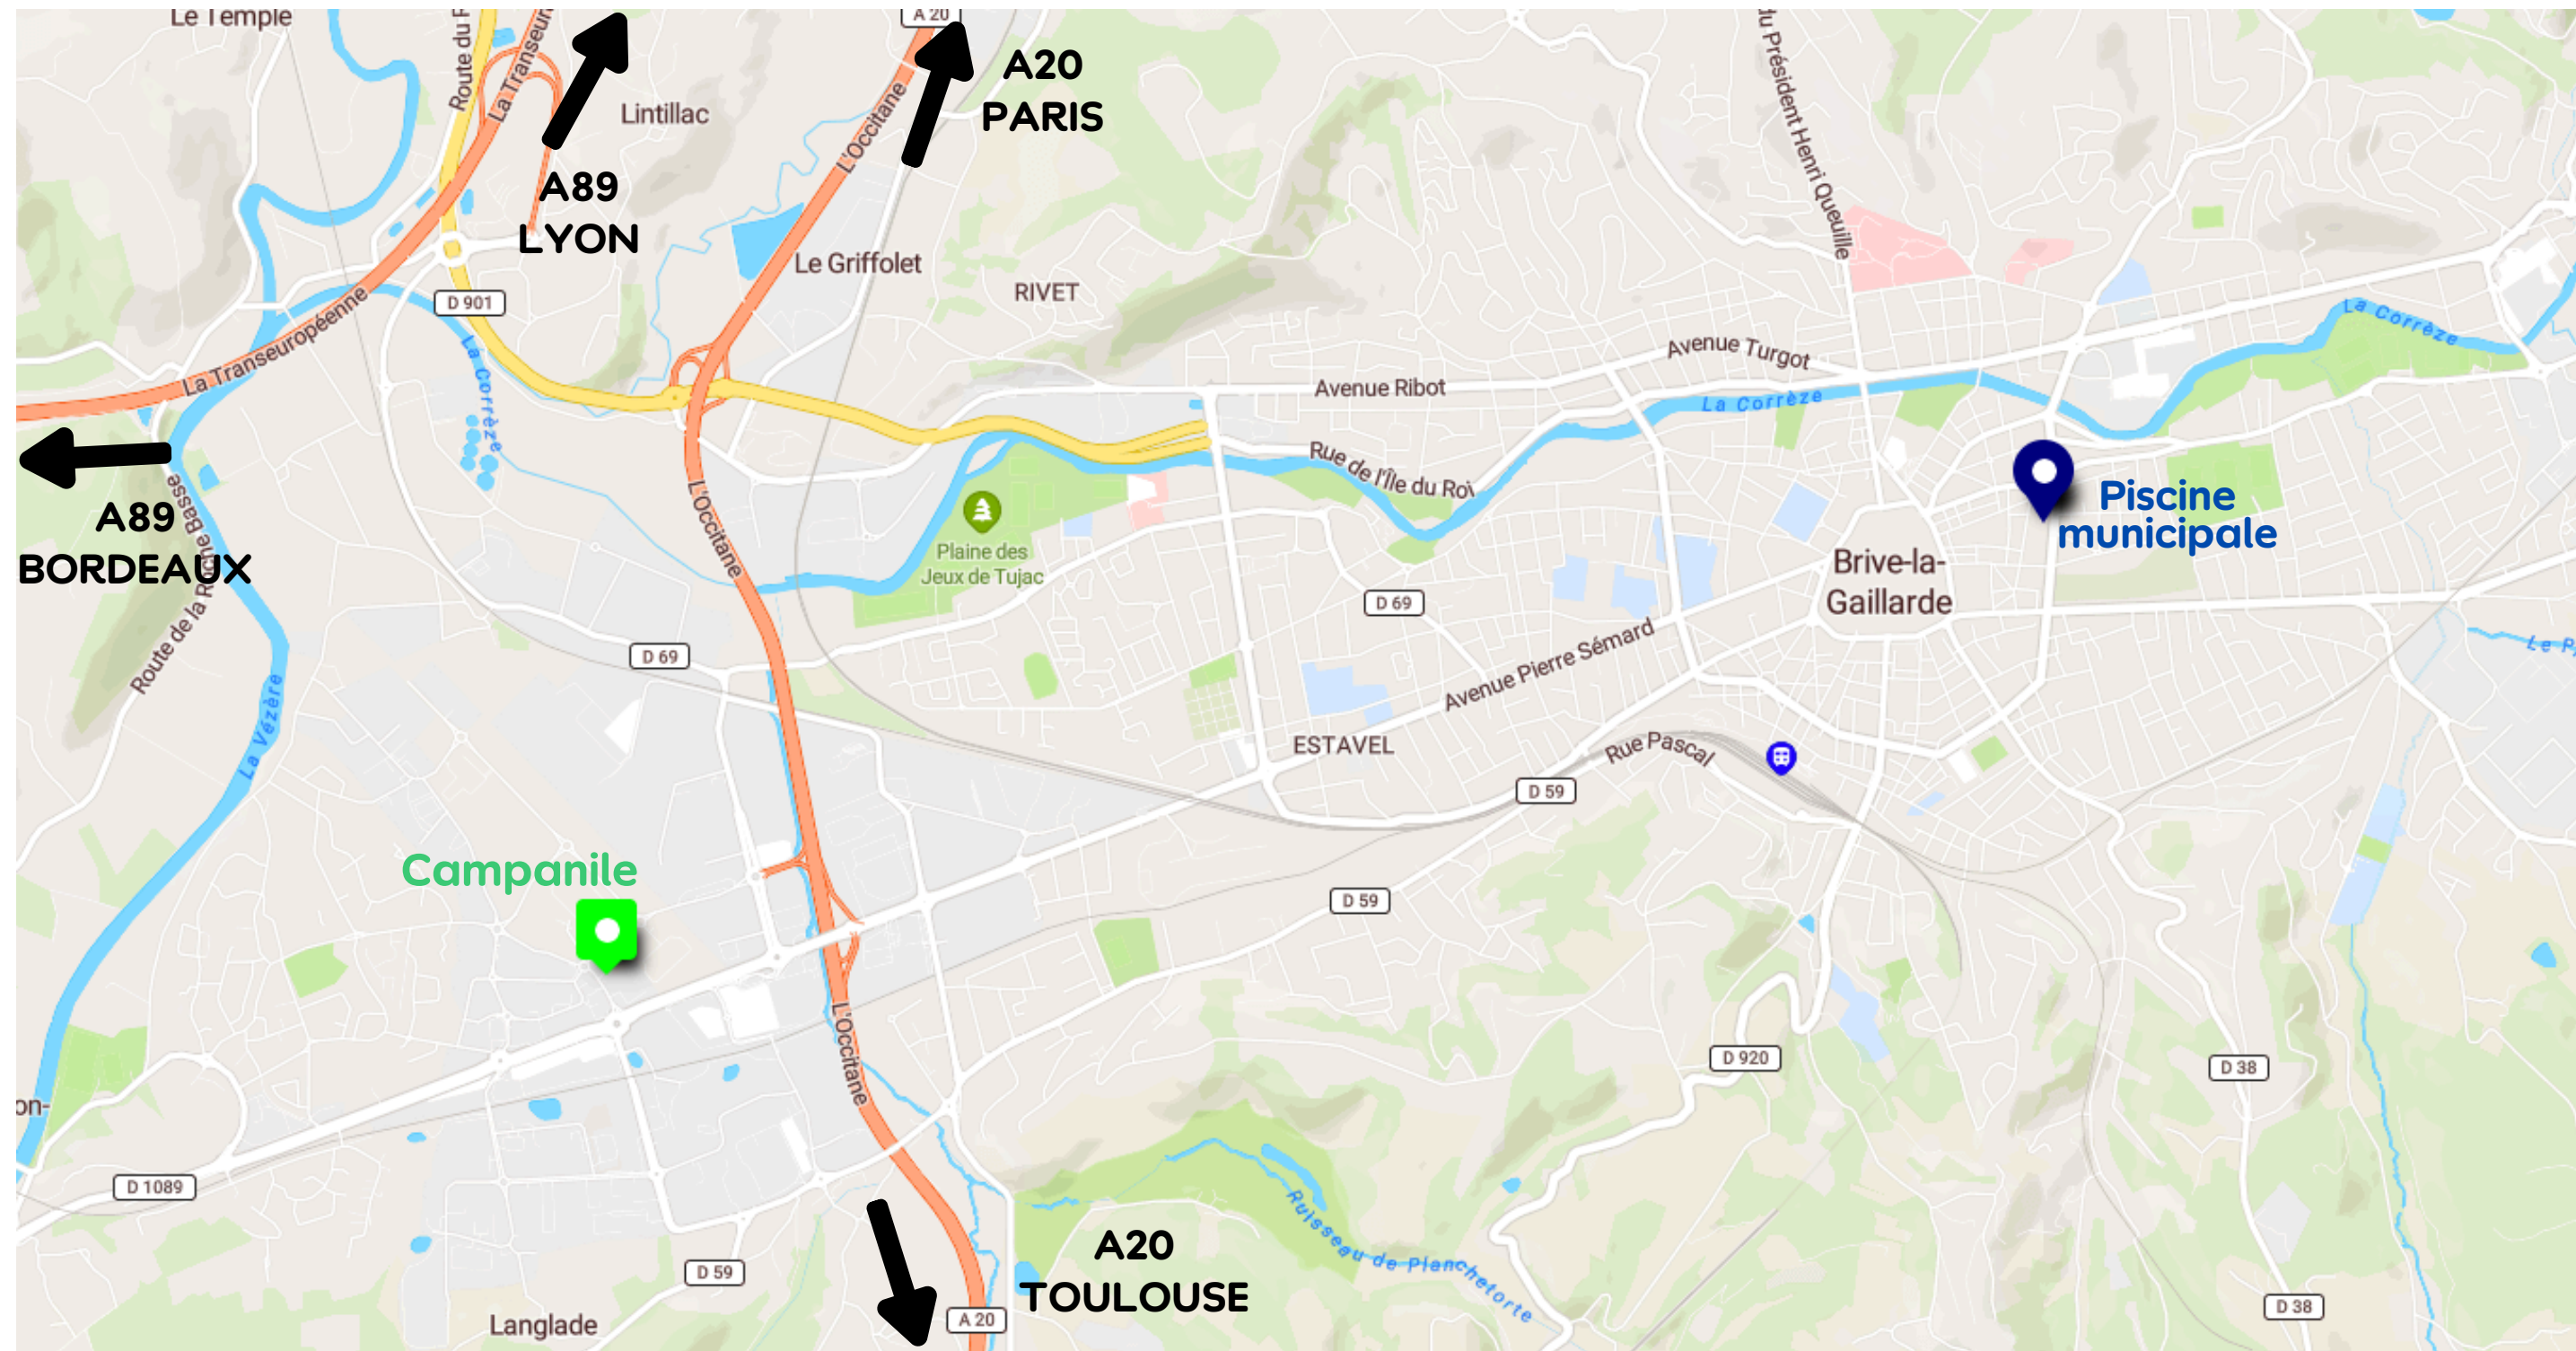 Le Temple
Route du F
La Transeuro
A 20
A20
PARIS
Lintillac
L'Occitane
du Président Henri Queuille
A89
LYON
Le Griffolet
RIVET
D 901
La Transeuropéenne
La Corrèze
Avenue Turgot
Avenue Ribot
La Corrèze
La Corrèze
Rue de l'Île du Roi
A89
BORDEAUX
Route de la Roche Basse
L'Occitane
Plaine des
Jeux de Tujac
Piscine
municipale
Brive-la-
Gaillarde
D 69
D 69
Avenue Pierre Sémard
Le P
La Vézère
ESTAVEL
Rue Pascal
D 59
Campanile
D 59
L'Occitane
D 920
D 38
on-
D 1089
Ruisseau de Planchetorte
A20
TOULOUSE
D 59
Langlade
A 20
D 38